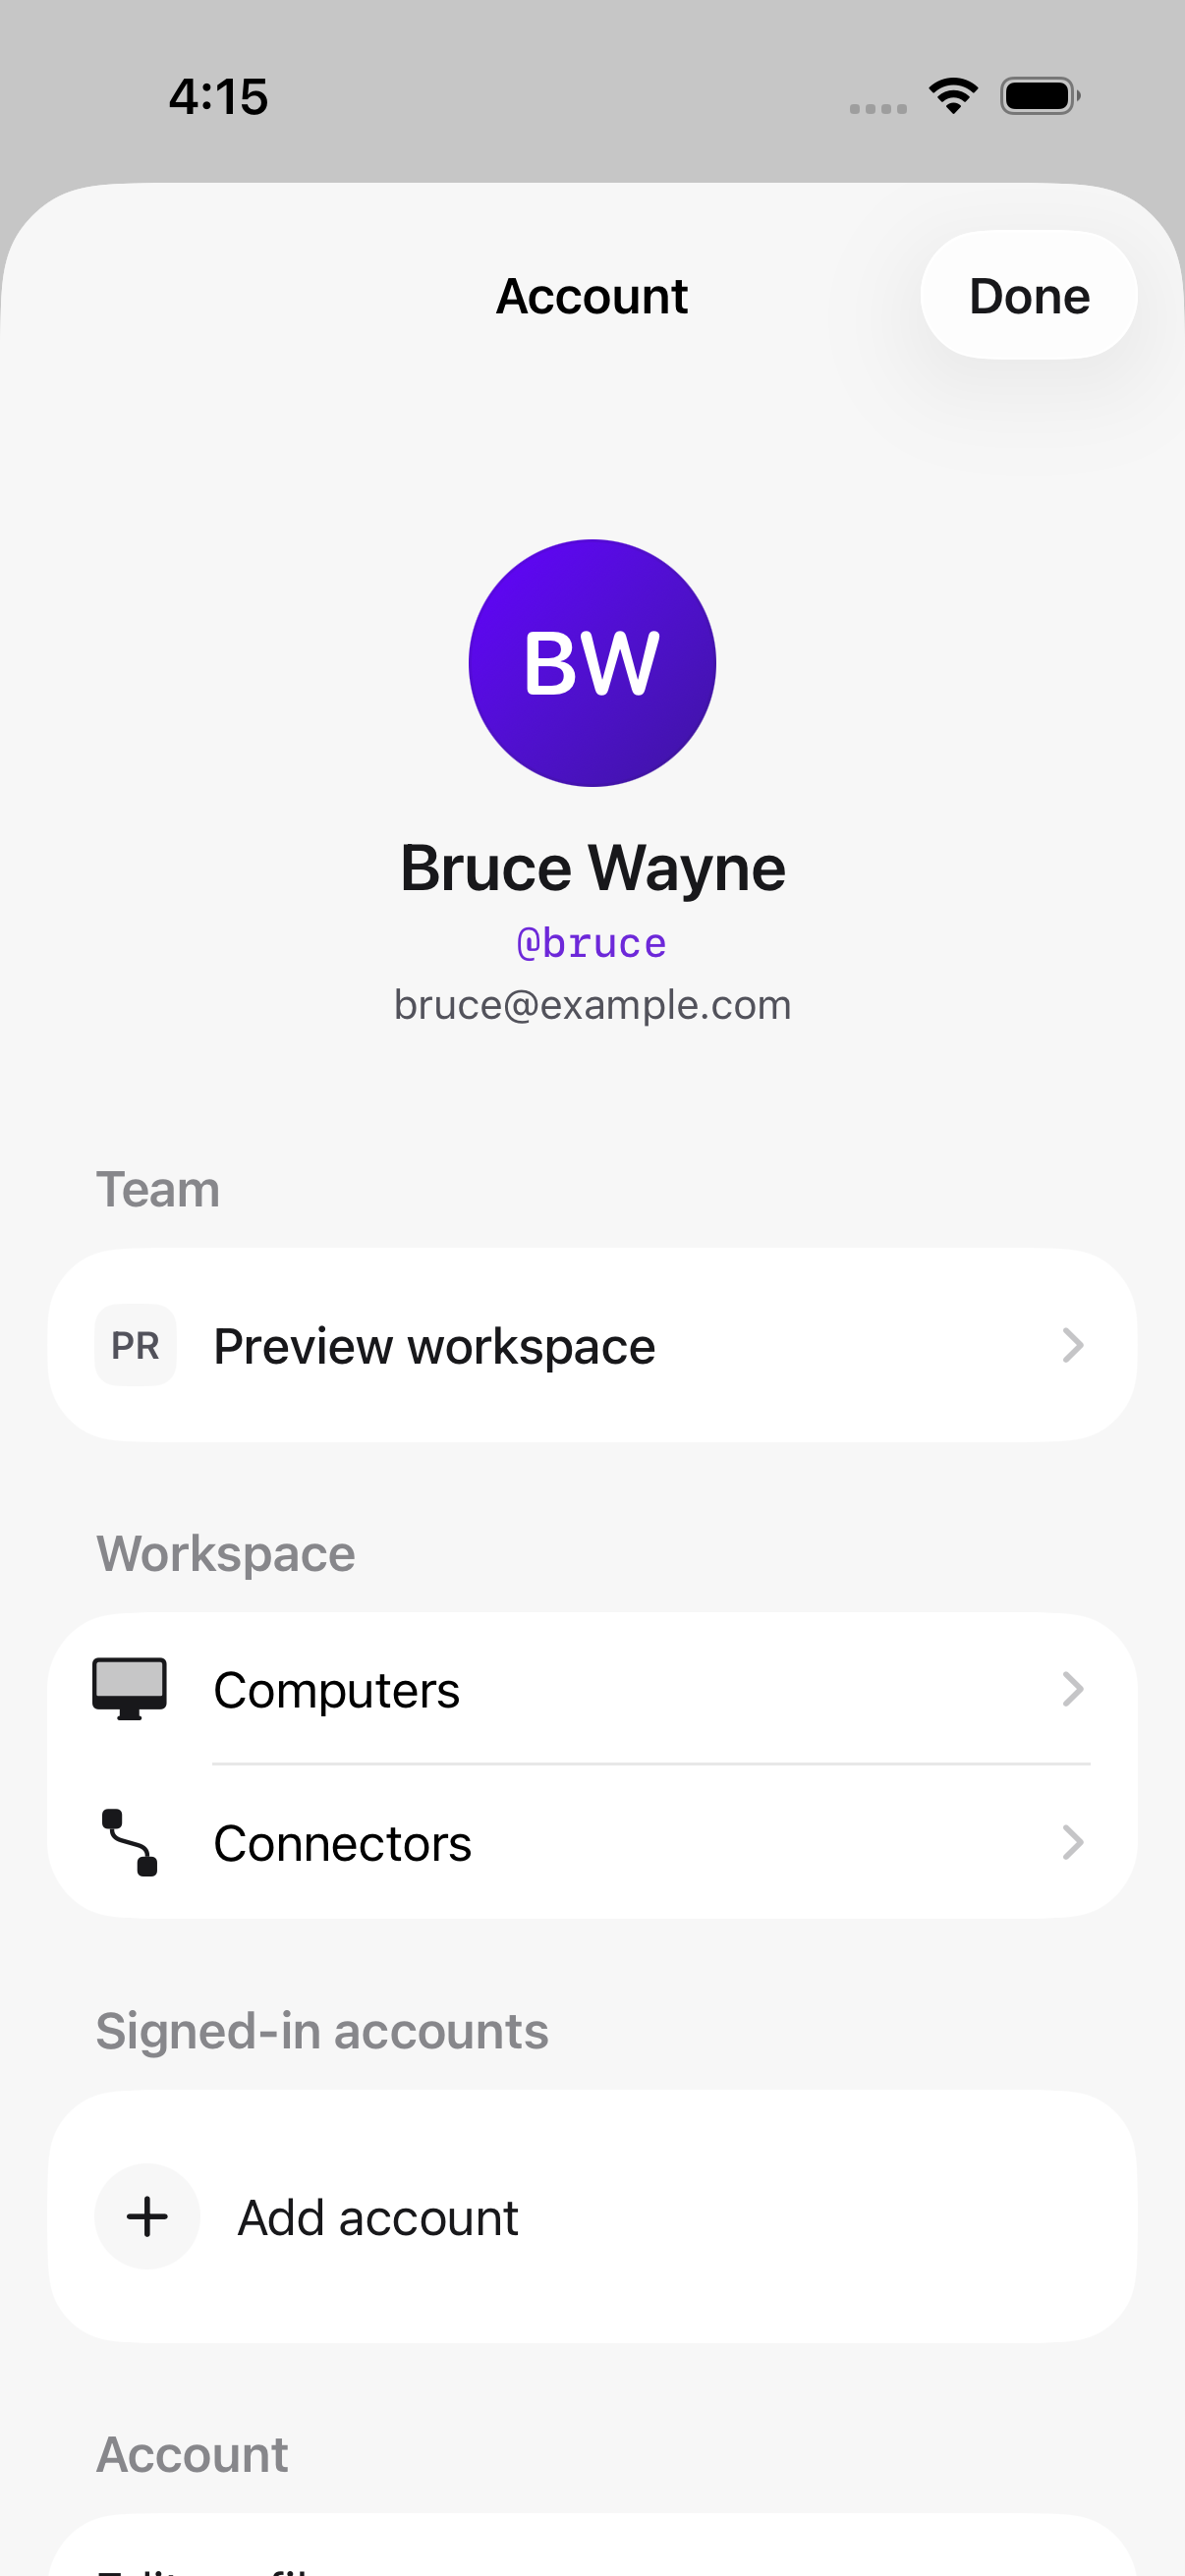 4:15
Account
Done
BW
Bruce Wayne
@bruce
bruce@example.com
Team
PR
Preview workspace
Workspace
Computers
Connectors
Signed-in accounts
Add account
Account